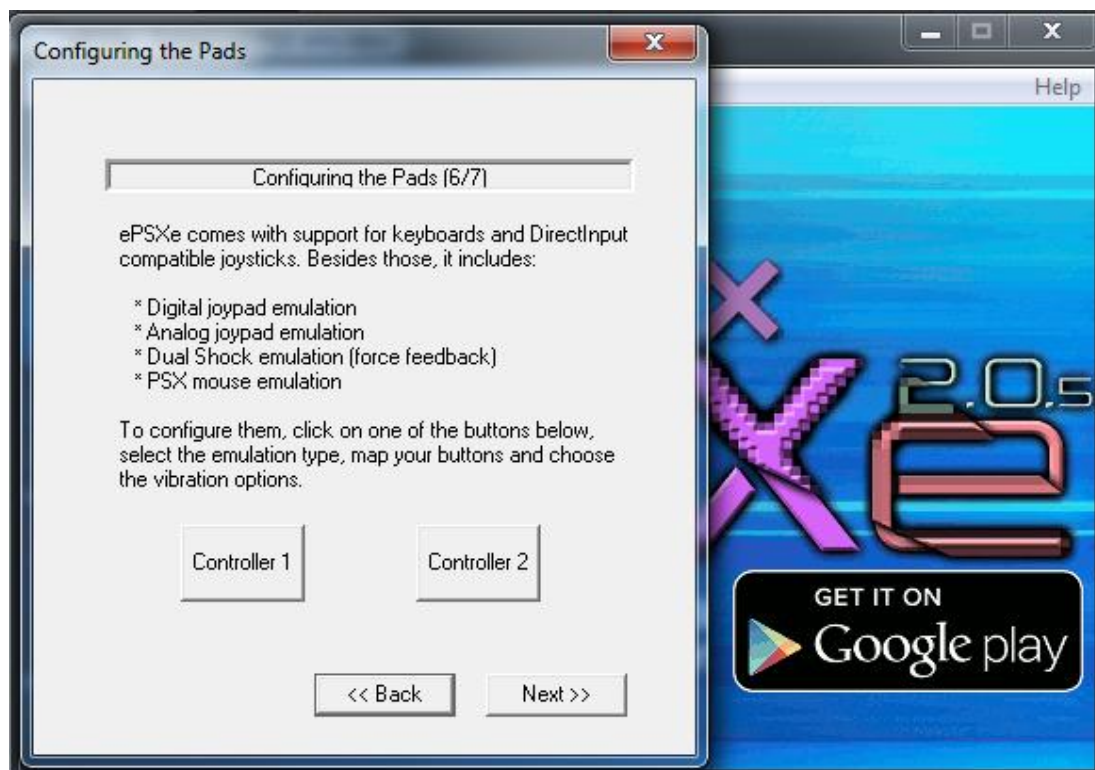 Configuring the Pads
Help
Configuring the Pads (6/7)
ePSXe comes with support for keyboards and DirectInput
compatible joysticks. Besides those, it includes:
* Digital joypad emulation
* Analog joypad emulation
* Dual Shock emulation (force feedback)
* PSX mouse emulation
To configure them, click on one of the buttons below,
select the emulation type, map your buttons and choose
the vibration options.
Controller 1
Controller 2
<< Back
Next >>
Xe
2.0.5
GET IT ON
Google play